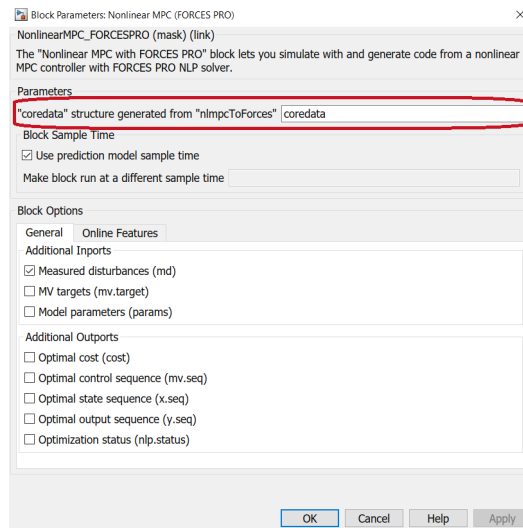 Block Parameters: Nonlinear MPC (FORCES PRO)
NonlinearMPC_FORCESPRO (mask) (link)
The "Nonlinear MPC with FORCES PRO" block lets you simulate with and generate code from a nonlinear
MPC controller with FORCES PRO NLP solver.
Parameters
"coredata" structure generated from "nlmpcToForces" coredata
Block Sample Time
Use prediction model sample time
Make block run at a different sample time
Block Options
General Online Features
Additional Inports
Measured disturbances (md)
MV targets (mv.target)
Model parameters (params)
Additional Outports
Optimal cost (cost)
Optimal control sequence (mv.seq)
Optimal state sequence (x.seq)
Optimal output sequence (y.seq)
Optimization status (nlp.status)
OK Cancel Help Apply